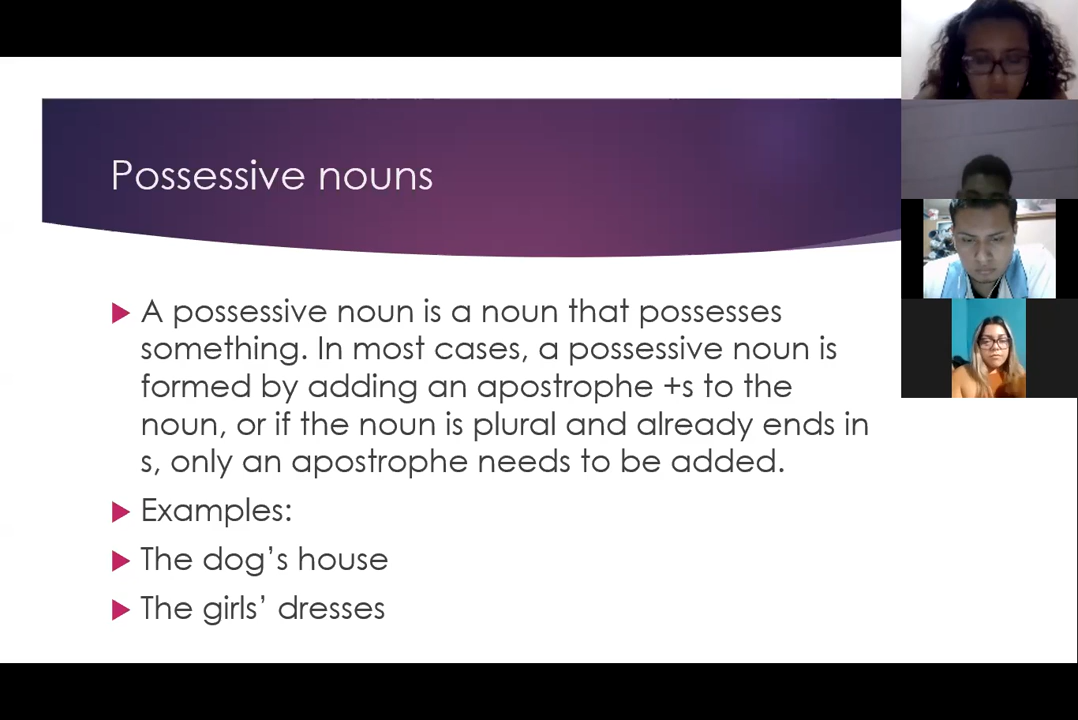 Possessive nouns
A possessive noun is a noun that possesses
something. In most cases, a possessive noun is
formed by adding an apostrophe +s to the
noun, or if the noun is plural and already ends in
s, only an apostrophe needs to be added.
Examples:
The dog’s house
The girls’ dresses